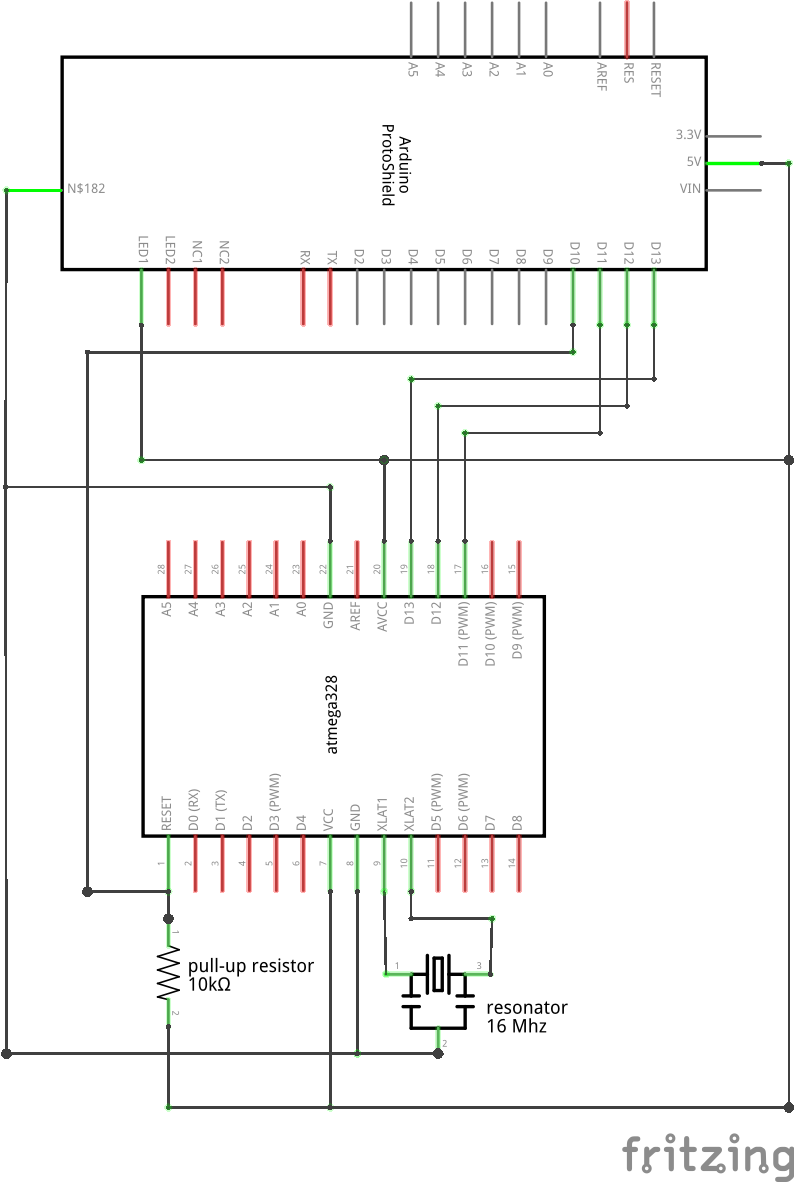 A5 A4 A3 A2 A1 A0 AREF RES RESET
3.3V
5V
VIN
Arduino
ProtoShield
N$182
LED1 LED2 NC1 NC2 RX TX D2 D3 D4 D5 D6 D7 D8 D9 D10 D11 D12 D13
28 27 26 25 24 23 22 21 20 19 18 17 16 15
A5 A4 A3 A2 A1 A0 GND AREF AVCC D13 D12 D11 (PWM) D10 (PWM) D9 (PWM)
atmega328
RESET D0 (RX) D1 (TX) D2 D3 (PWM) D4 VCC GND XLAT1 XLAT2 D5 (PWM) D6 (PWM) D7 D8
1 2 3 4 5 6 7 8 9 10 11 12 13 14
1
pull-up resistor
10kΩ
2
1 3
resonator
16 Mhz
2
fritzing